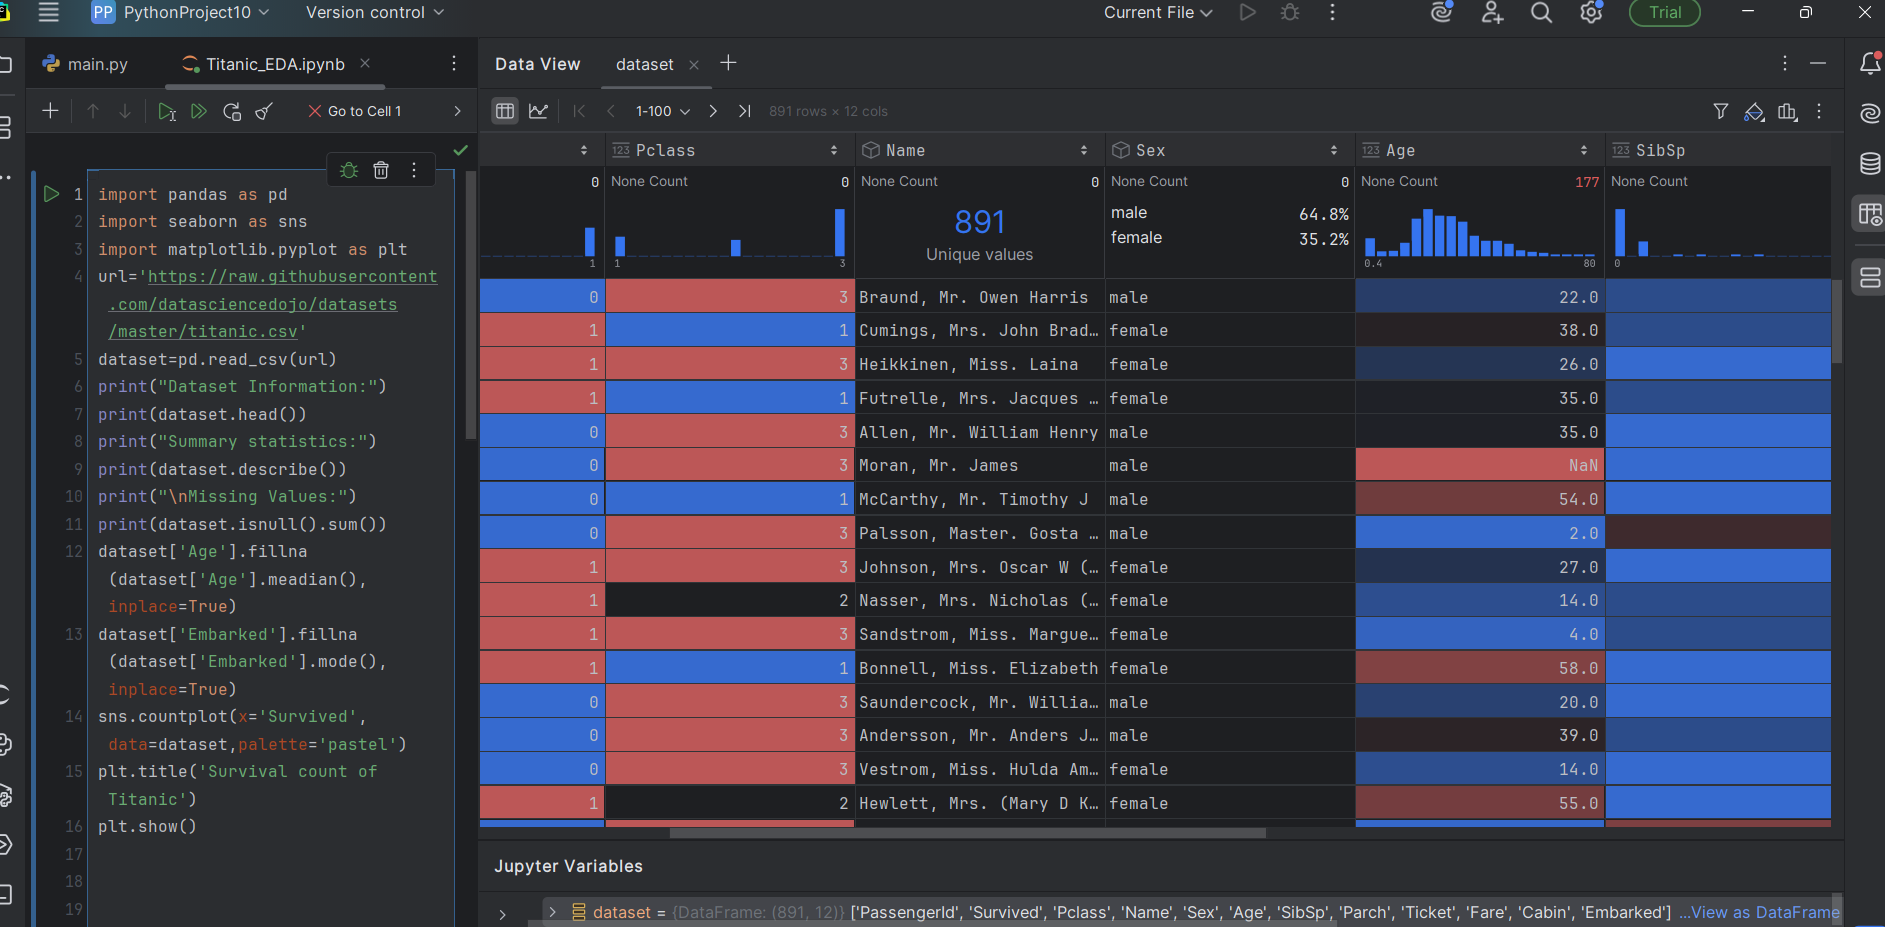 PP PythonProject10 Version control Current File Trial
main.py Titanic_EDA.ipynb Data View dataset
Go to Cell 1 1-100 891 rows × 12 cols
123 Pclass Name Sex 123 Age 123 SibSp
0 None Count 0 None Count 0 None Count 0 None Count 177 None Count
891
Unique values
male 64.8%
female 35.2%
1 1 3 0.4 80 0
1 import pandas as pd
2 import seaborn as sns
3 import matplotlib.pyplot as plt
4 url='https://raw.githubusercontent
.com/datasciencedojo/datasets
/master/titanic.csv'
5 dataset=pd.read_csv(url)
6 print("Dataset Information:")
7 print(dataset.head())
8 print("Summary statistics:")
9 print(dataset.describe())
10 print("\nMissing Values:")
11 print(dataset.isnull().sum())
12 dataset['Age'].fillna
(dataset['Age'].meadian(),
inplace=True)
13 dataset['Embarked'].fillna
(dataset['Embarked'].mode(),
inplace=True)
14 sns.countplot(x='Survived',
data=dataset,palette='pastel')
15 plt.title('Survival count of
Titanic')
16 plt.show()
17
18
19
0 3 Braund, Mr. Owen Harris male 22.0
1 1 Cumings, Mrs. John Brad… female 38.0
1 3 Heikkinen, Miss. Laina female 26.0
1 1 Futrelle, Mrs. Jacques … female 35.0
0 3 Allen, Mr. William Henry male 35.0
0 3 Moran, Mr. James male NaN
0 1 McCarthy, Mr. Timothy J male 54.0
0 3 Palsson, Master. Gosta … male 2.0
1 3 Johnson, Mrs. Oscar W (… female 27.0
1 2 Nasser, Mrs. Nicholas (… female 14.0
1 3 Sandstrom, Miss. Margue… female 4.0
1 1 Bonnell, Miss. Elizabeth female 58.0
0 3 Saundercock, Mr. Willia… male 20.0
0 3 Andersson, Mr. Anders J… male 39.0
0 3 Vestrom, Miss. Hulda Am… female 14.0
1 2 Hewlett, Mrs. (Mary D K… female 55.0
Jupyter Variables
dataset = {DataFrame: (891, 12)} ['PassengerId', 'Survived', 'Pclass', 'Name', 'Sex', 'Age', 'SibSp', 'Parch', 'Ticket', 'Fare', 'Cabin', 'Embarked'] ...View as DataFrame